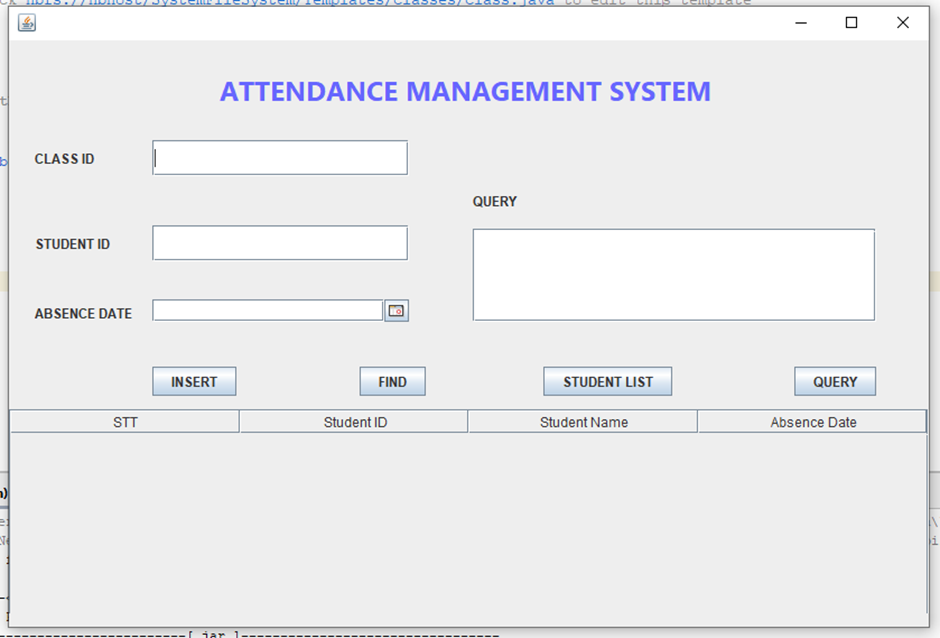 nbfs://nbhost/SystemFileSystem/Templates/Classes/Class.java to edit this template
ATTENDANCE MANAGEMENT SYSTEM
CLASS ID
QUERY
STUDENT ID
ABSENCE DATE
INSERT FIND STUDENT LIST QUERY
STT Student ID Student Name Absence Date
--------------------------------[ jar ]---------------------------------